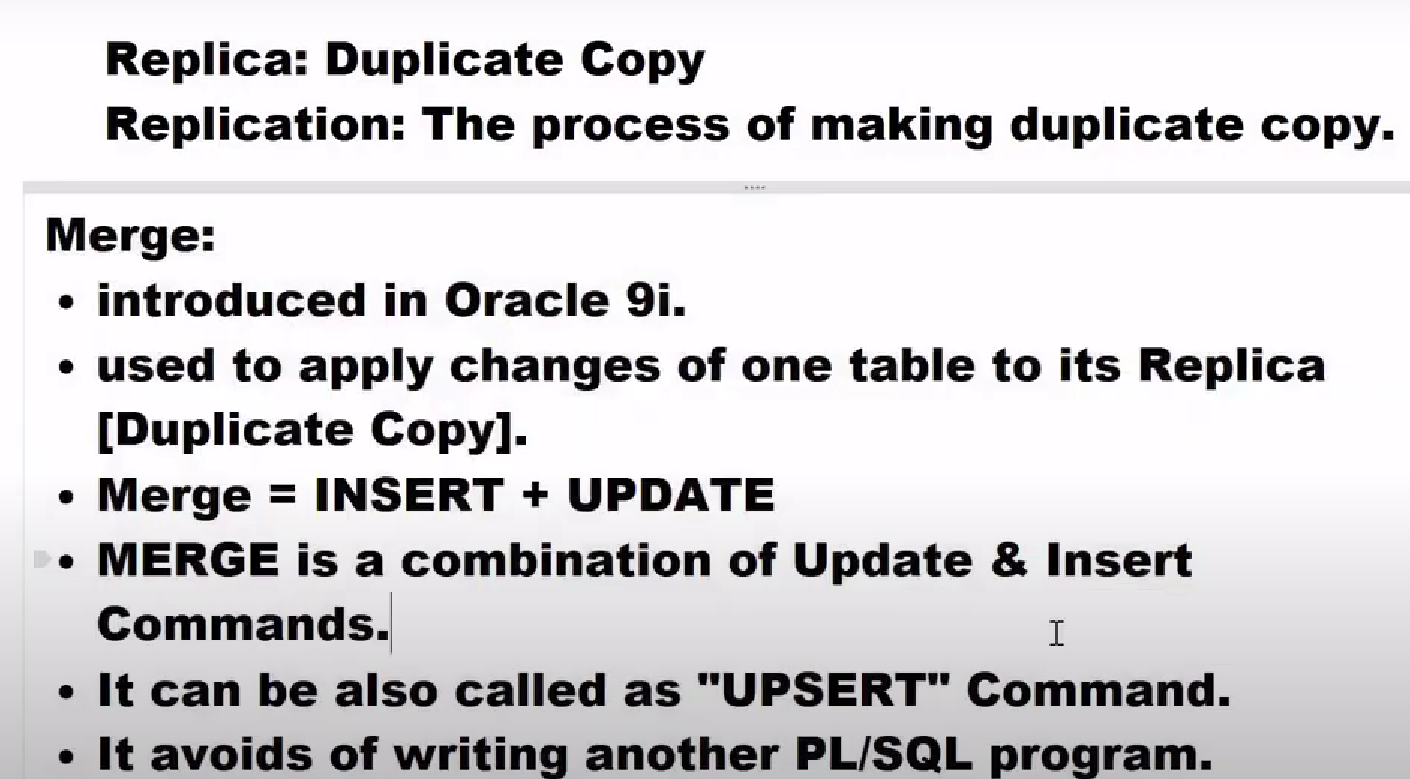 Replica: Duplicate Copy
Replication: The process of making duplicate copy.
Merge:
• introduced in Oracle 9i.
• used to apply changes of one table to its Replica
[Duplicate Copy].
• Merge = INSERT + UPDATE
• MERGE is a combination of Update & Insert
Commands.
• It can be also called as "UPSERT" Command.
• It avoids of writing another PL/SQL program.